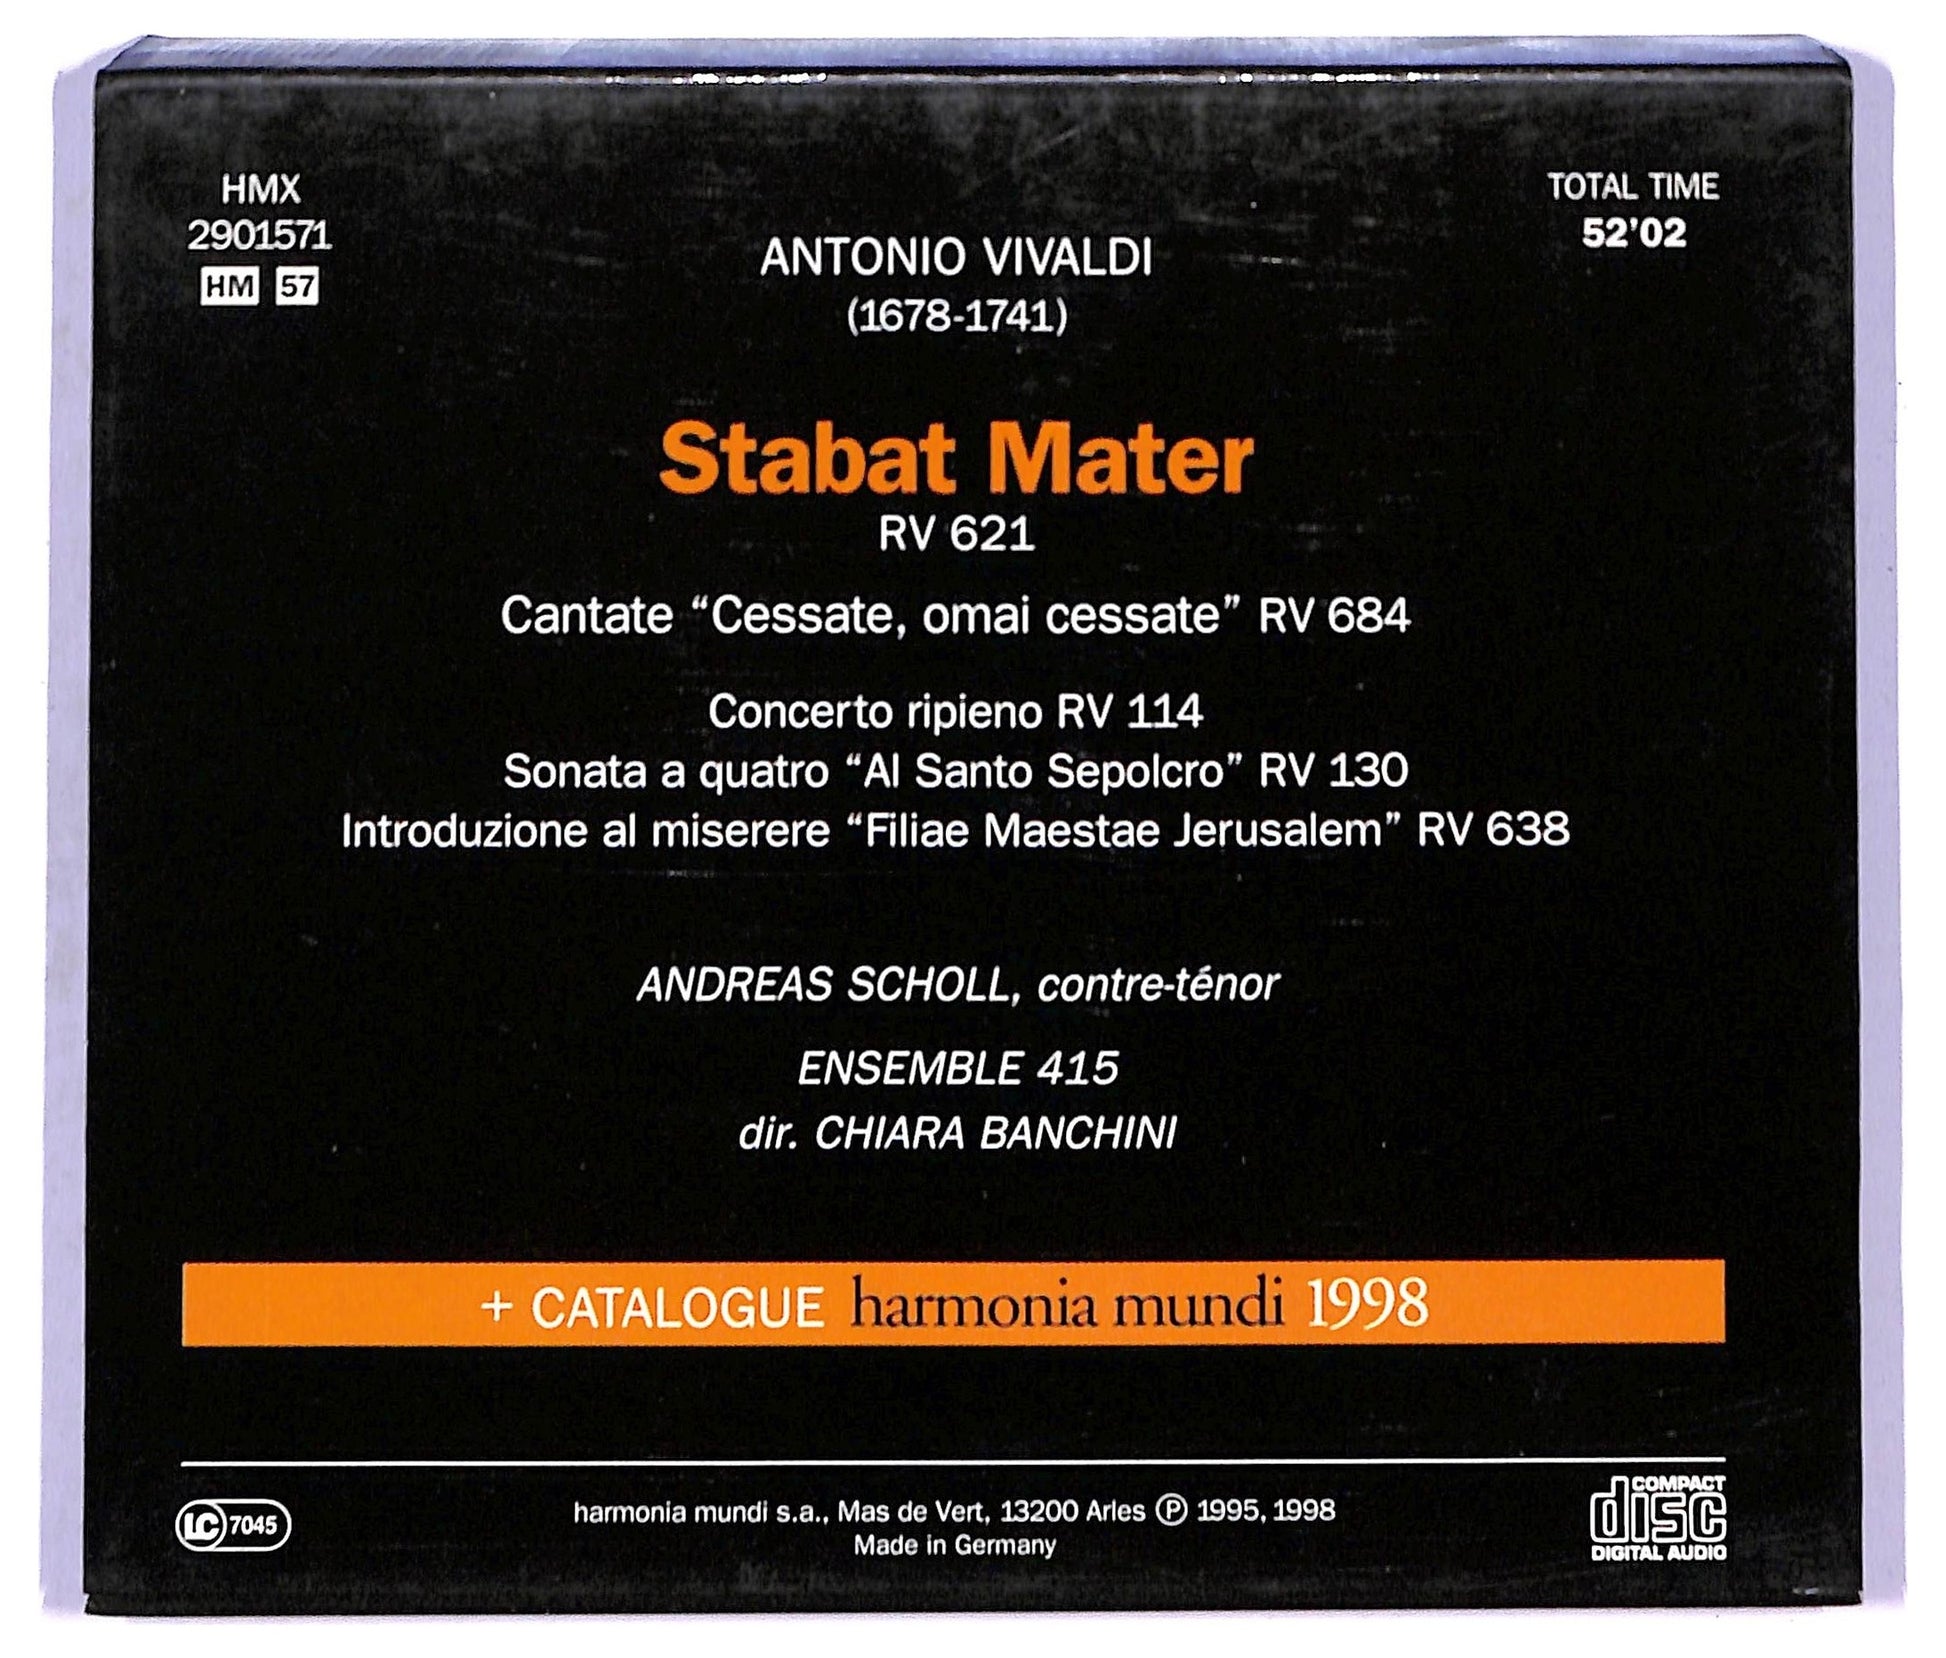 HMX
2901571
HM 57
TOTAL TIME
52'02
ANTONIO VIVALDI
(1678-1741)
Stabat Mater
RV 621
Cantate “Cessate, omai cessate” RV 684
Concerto ripieno RV 114
Sonata a quatro “Al Santo Sepolcro” RV 130
Introduzione al miserere “Filiae Maestae Jerusalem” RV 638
ANDREAS SCHOLL, contre-ténor
ENSEMBLE 415
dir. CHIARA BANCHINI
+ CATALOGUE harmonia mundi 1998
LC 7045
harmonia mundi s.a., Mas de Vert, 13200 Arles ℗ 1995, 1998
Made in Germany
COMPACT
disc
DIGITAL AUDIO